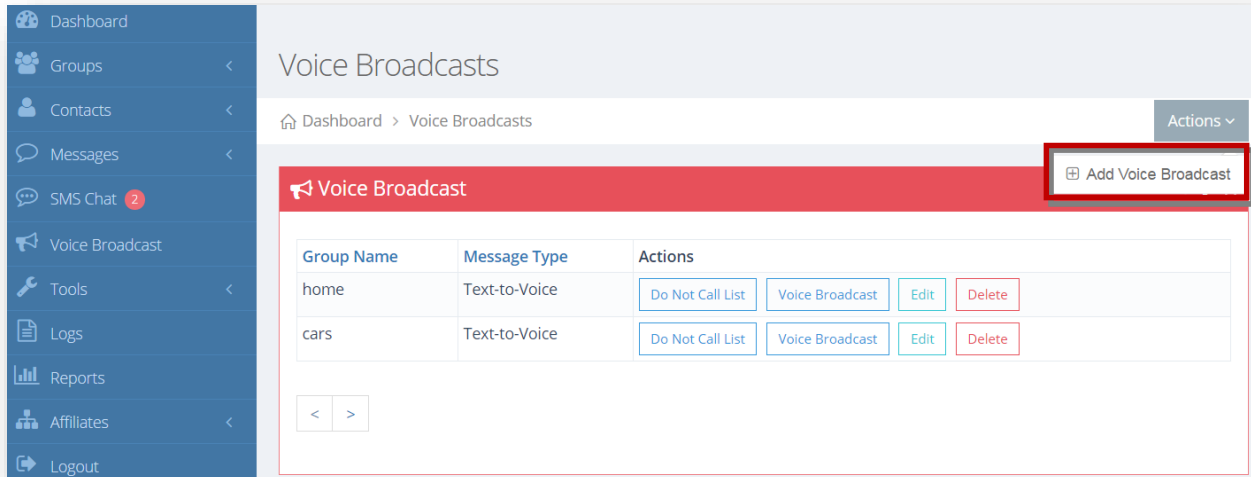 Dashboard
Groups
Contacts
Messages
SMS Chat 2
Voice Broadcast
Tools
Logs
Reports
Affiliates
Logout
Voice Broadcasts
Dashboard > Voice Broadcasts
Actions
Add Voice Broadcast
Voice Broadcast
Group Name Message Type Actions
home Text-to-Voice Do Not Call List Voice Broadcast Edit Delete
cars Text-to-Voice Do Not Call List Voice Broadcast Edit Delete
< >